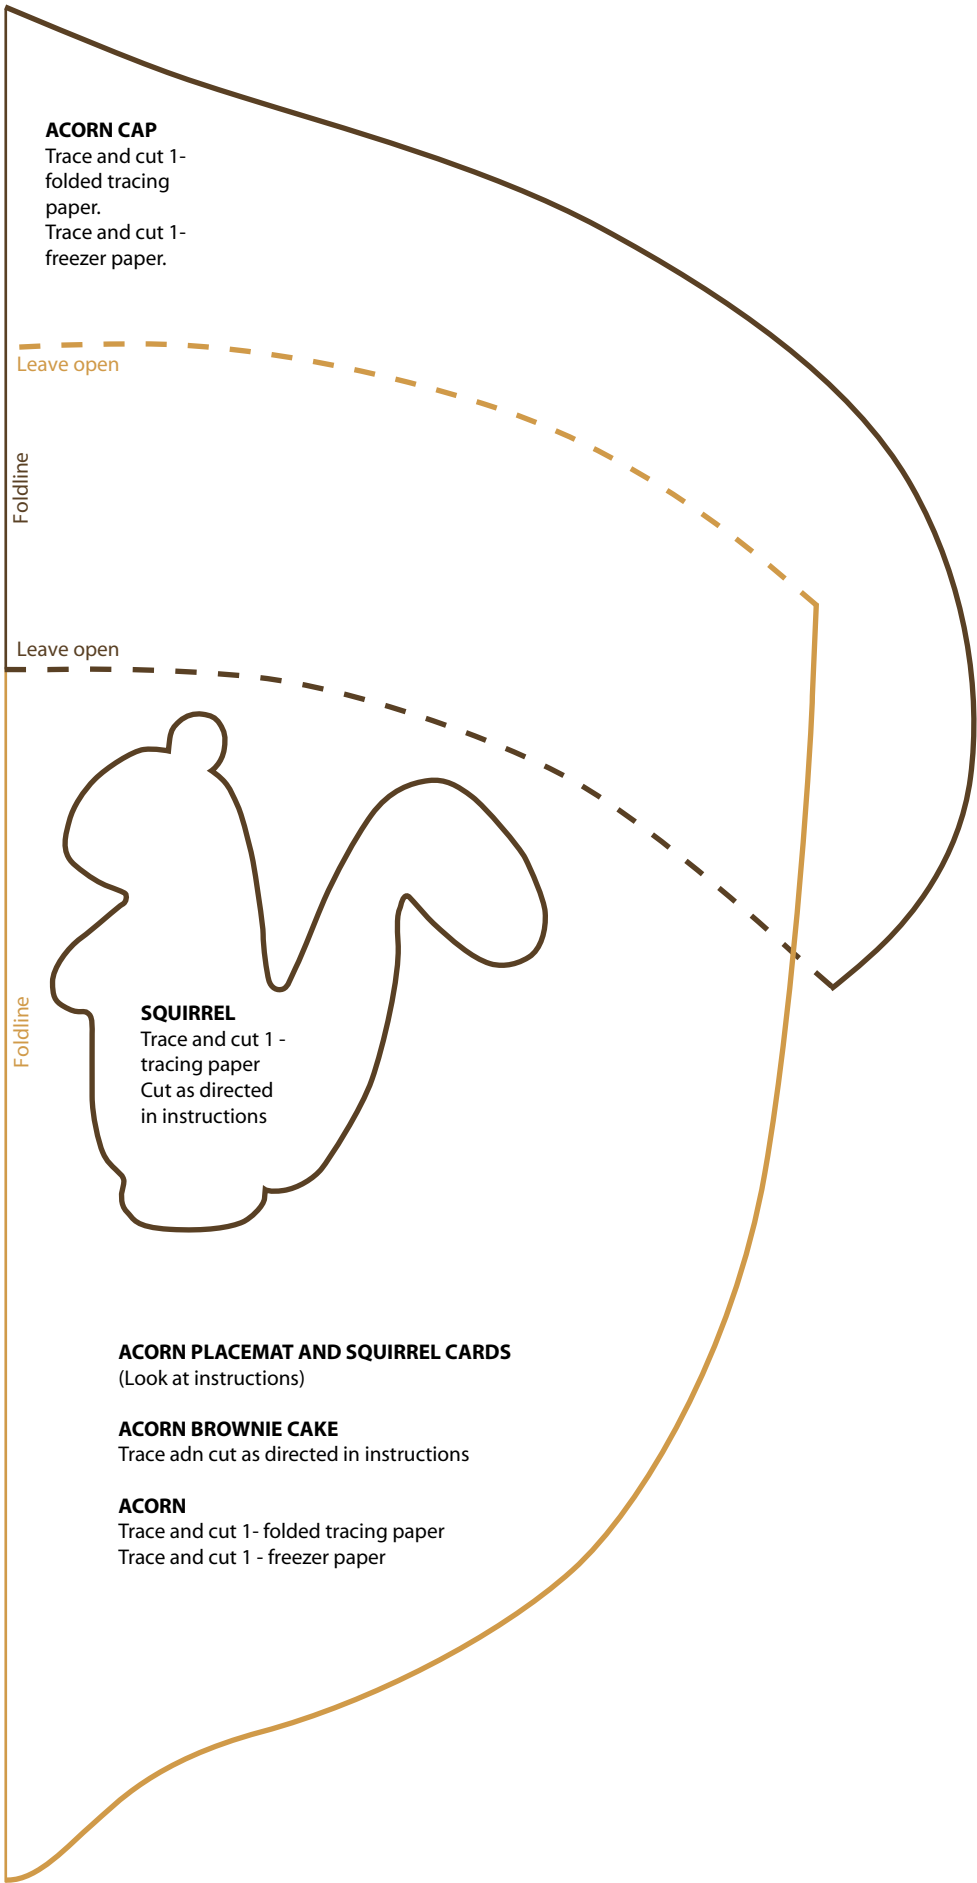 ACORN CAP
Trace and cut 1-
folded tracing
paper.
Trace and cut 1-
freezer paper.
Leave open
Foldline
Leave open
Foldline
SQUIRREL
Trace and cut 1 -
tracing paper
Cut as directed
in instructions
ACORN PLACEMAT AND SQUIRREL CARDS
(Look at instructions)
ACORN BROWNIE CAKE
Trace adn cut as directed in instructions
ACORN
Trace and cut 1- folded tracing paper
Trace and cut 1 - freezer paper